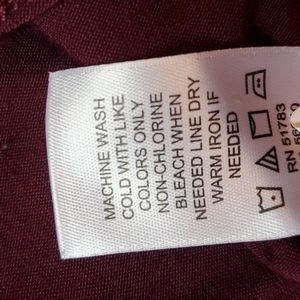 MACHINE WASH
COLD WITH LIKE
COLORS ONLY
NON-CHLORINE
BLEACH WHEN
NEEDED LINE DRY
WARM IRON IF
NEEDED
RN 51783